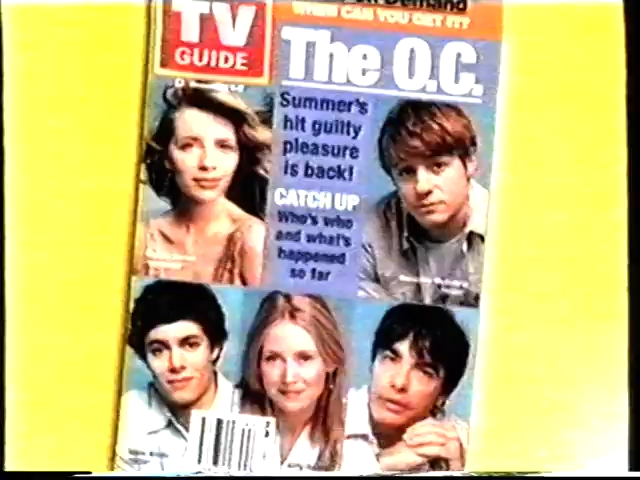 TV
GUIDE
Demand
WHEN CAN YOU GET IT?
The O.C.
Summer's
hit guilty
pleasure
is back!
CATCH UP
Who's who
and what's
happened
so far